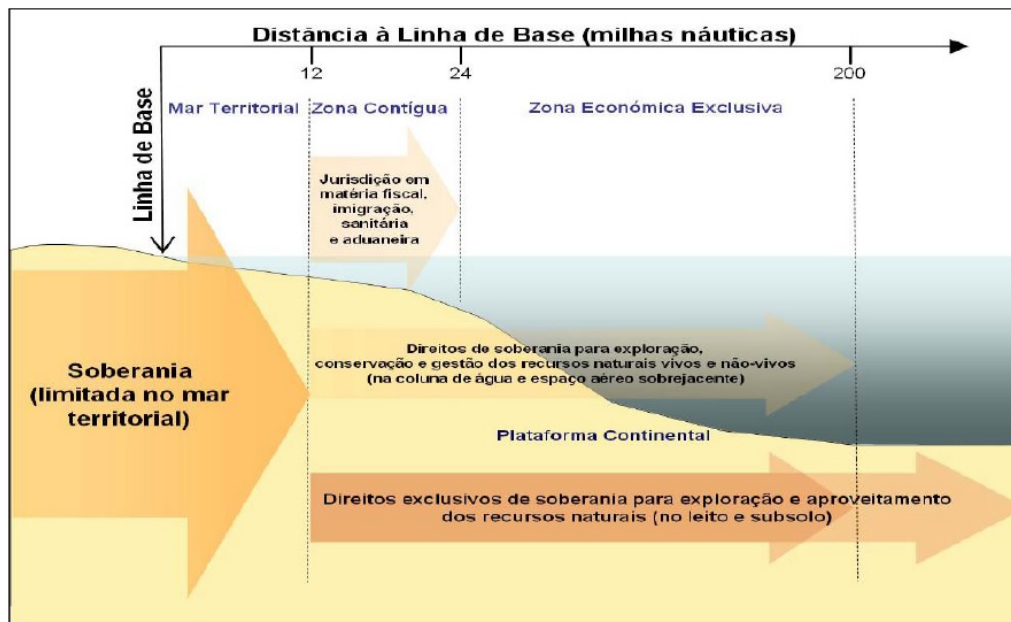 Distância à Linha de Base (milhas náuticas)
12
24
200
Linha de Base
Mar Territorial
Zona Contígua
Zona Económica Exclusiva
Jurisdição em
matéria fiscal,
imigração,
sanitária
e aduaneira
Soberania
(limitada no mar
territorial)
Direitos de soberania para exploração,
conservação e gestão dos recursos naturais vivos e não-vivos
(na coluna de água e espaço aéreo sobrejacente)
Plataforma Continental
Direitos exclusivos de soberania para exploração e aproveitamento
dos recursos naturais (no leito e subsolo)